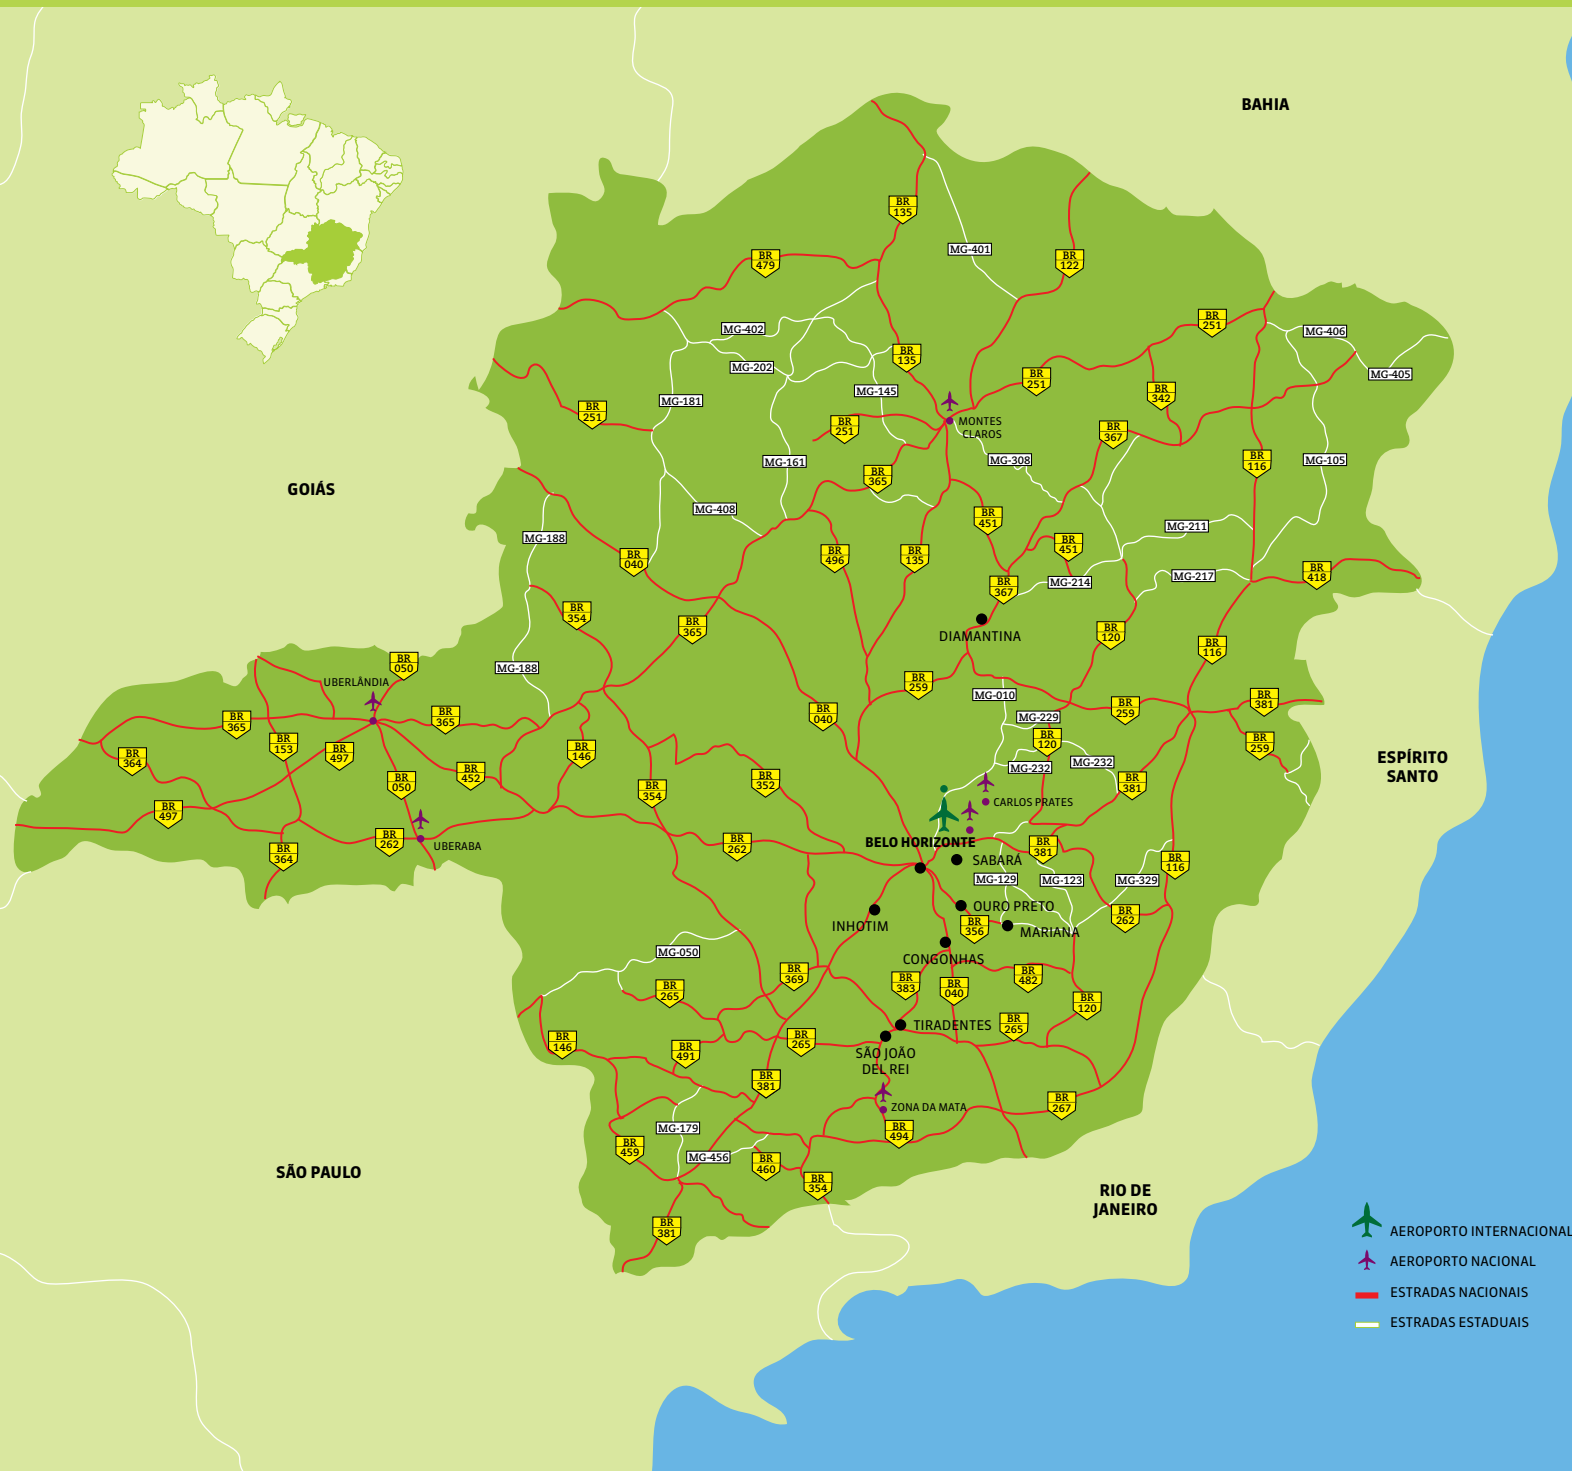 BAHIA
BR
135
MG-401
BR
479
BR
122
BR
251
MG-402
MG-406
BR
135
MG-202
MG-405
BR
251
MG-145
BR
342
MG-181
BR
251
BR
251
MONTES
CLAROS
BR
367
MG-161
MG-308
BR
116
MG-105
BR
365
GOIÁS
MG-408
BR
451
MG-211
MG-188
BR
040
BR
496
BR
135
BR
451
MG-217
BR
418
BR
367
MG-214
BR
354
BR
365
DIAMANTINA
BR
120
BR
116
BR
050
MG-188
UBERLÂNDIA
BR
259
MG-010
BR
365
BR
365
BR
040
MG-229
BR
259
BR
381
BR
153
BR
497
BR
146
BR
120
BR
259
BR
364
BR
452
MG-232
MG-232
ESPÍRITO
SANTO
BR
050
BR
354
BR
352
BR
381
CARLOS PRATES
BR
497
BR
262
UBERABA
BR
262
BELO HORIZONTE
BR
381
BR
364
SABARÁ
BR
116
MG-129
MG-123
MG-329
OURO PRETO
INHOTIM
BR
356
MARIANA
BR
262
MG-050
CONGONHAS
BR
369
BR
383
BR
040
BR
482
BR
265
BR
120
TIRADENTES
BR
265
BR
146
BR
491
BR
265
SÃO JOÃO
DEL REI
BR
381
ZONA DA MATA
BR
267
MG-179
BR
494
BR
459
MG-456
BR
460
SÃO PAULO
BR
354
RIO DE
JANEIRO
BR
381
AEROPORTO INTERNACIONAL
AEROPORTO NACIONAL
ESTRADAS NACIONAIS
ESTRADAS ESTADUAIS